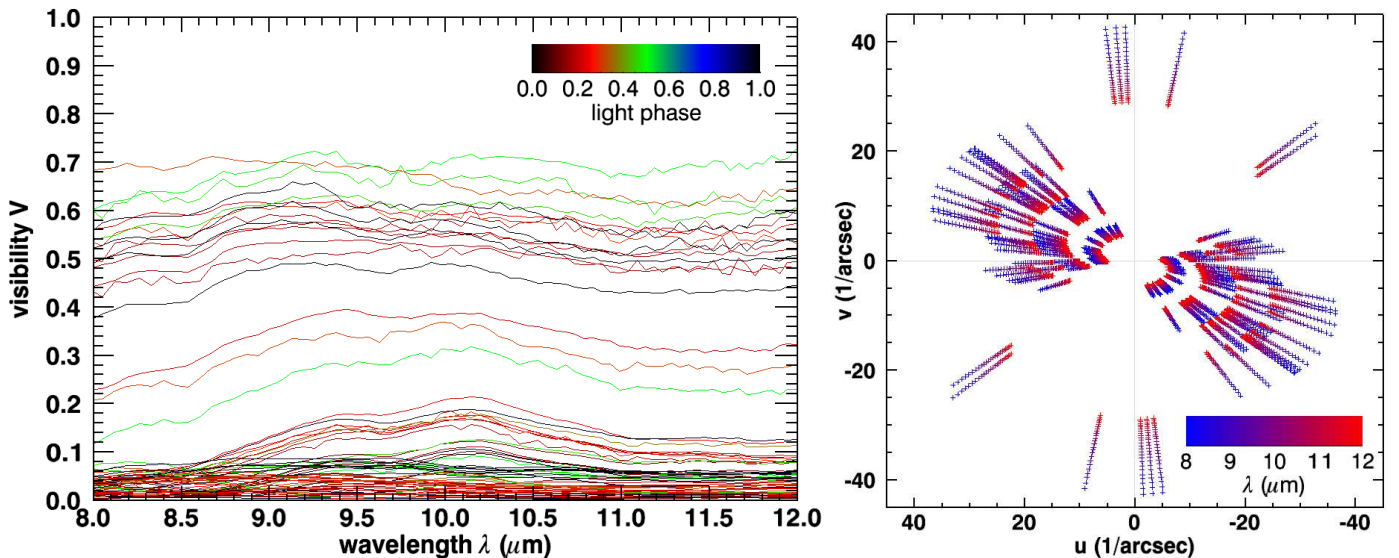 1.0
0.9
0.8
0.7
0.6
0.5
0.4
0.3
0.2
0.1
0.0
visibility V
0.0 0.2 0.4 0.6 0.8 1.0
light phase
8.0 8.5 9.0 9.5 10.0 10.5 11.0 11.5 12.0
wavelength λ (μm)
40
20
0
-20
-40
v (1/arcsec)
8 9 10 11 12
λ (μm)
40 20 0 -20 -40
u (1/arcsec)